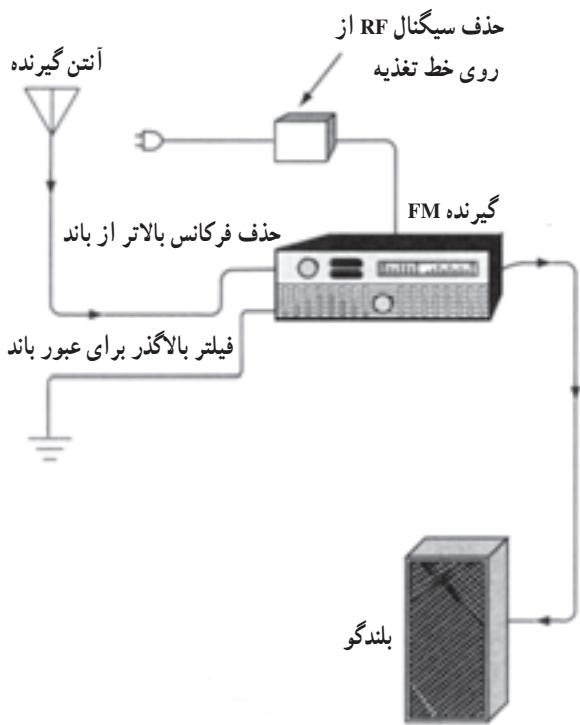 حذف سیگنال RF از
روی خط تغذیه
آنتن گیرنده
گیرنده FM
حذف فرکانس بالاتر از باند
فیلتر بالاگذر برای عبور باند
بلندگو